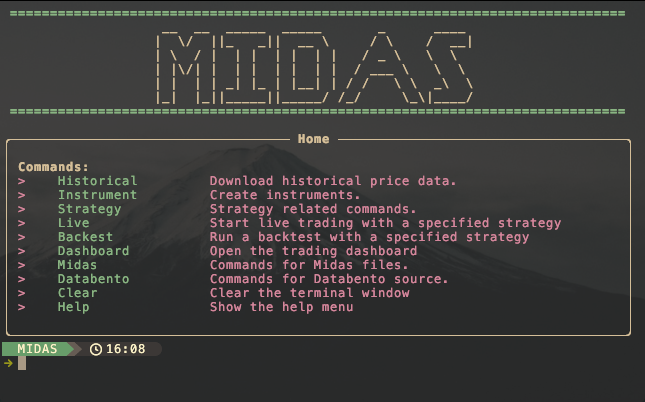 MIDAS
Home
Commands:
> Historical Download historical price data.
> Instrument Create instruments.
> Strategy Strategy related commands.
> Live Start live trading with a specified strategy
> Backest Run a backtest with a specified strategy
> Dashboard Open the trading dashboard
> Midas Commands for Midas files.
> Databento Commands for Databento source.
> Clear Clear the terminal window
> Help Show the help menu
MIDAS 16:08
→